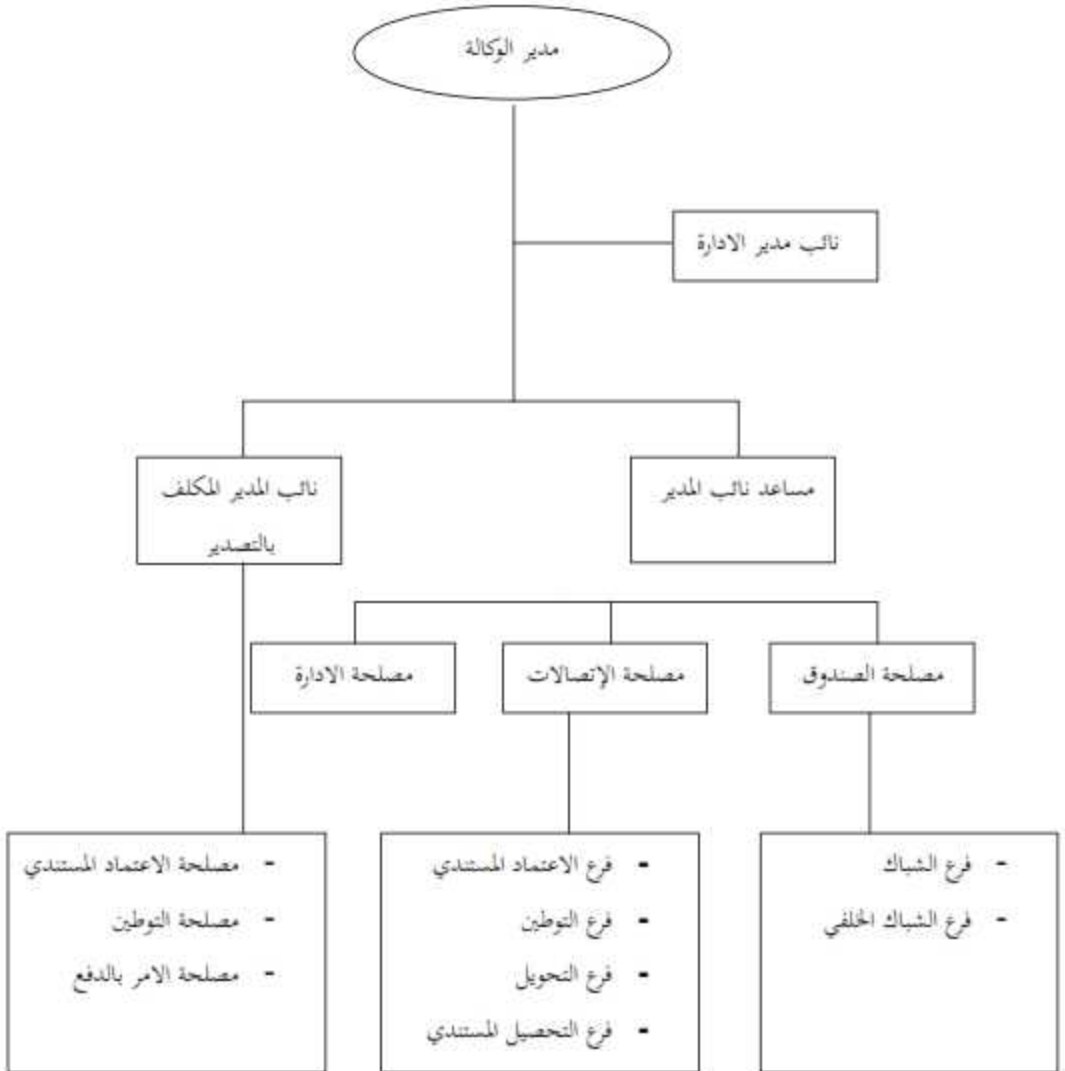 مدير الوكالة
نائب مدير الادارة
مساعد نائب المدير
نائب المدير المكلف
بالتصدير
مصلحة الصندوق
مصلحة الإتصالات
مصلحة الادارة
- فرع الشباك
- فرع الشباك الخلفي
- فرع الاعتماد المستندي
- فرع التوطين
- فرع التحويل
- فرع التحصيل المستندي
- مصلحة الاعتماد المستندي
- مصلحة التوطين
- مصلحة الامر بالدفع